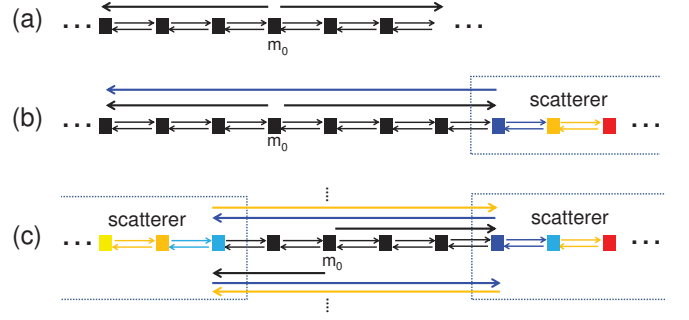 (a) ... ...
m0
(b) ... scatterer ...
m0
(c) ... scatterer scatterer ...
m0